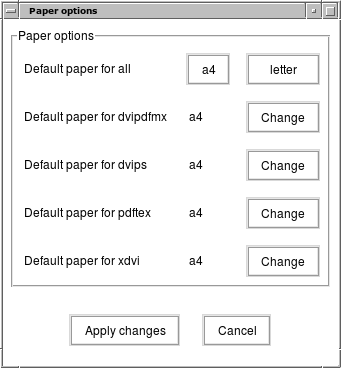 Paper options
Paper options
Default paper for all a4 letter
Default paper for dvipdfmx a4 Change
Default paper for dvips a4 Change
Default paper for pdftex a4 Change
Default paper for xdvi a4 Change
Apply changes Cancel